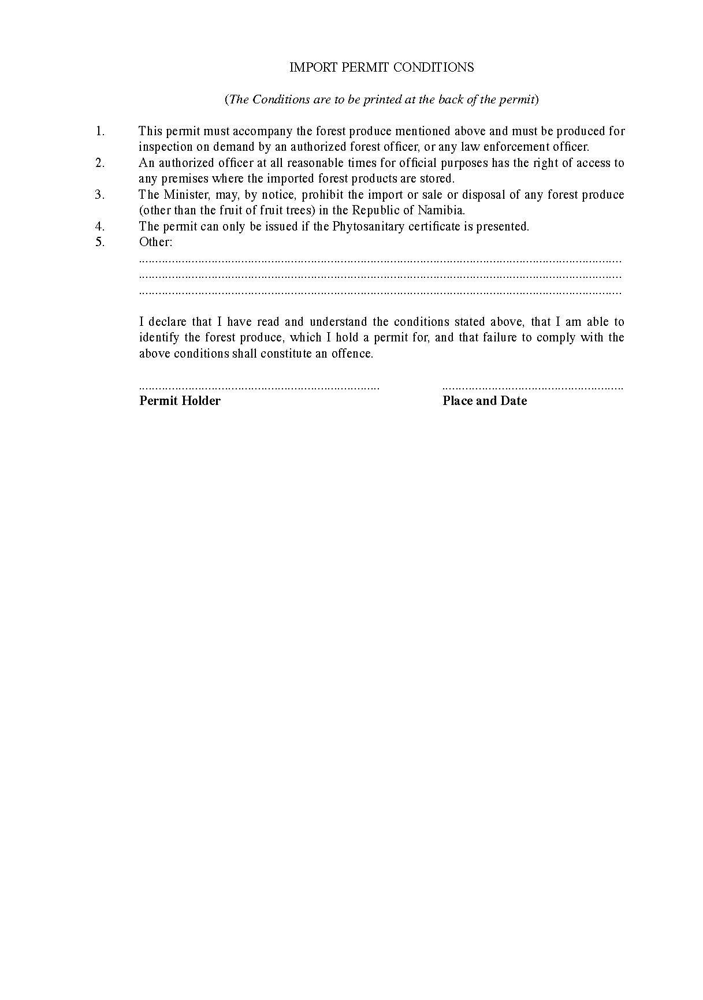 IMPORT PERMIT CONDITIONS
(The Conditions are to be printed at the back of the permit)
1. This permit must accompany the forest produce mentioned above and must be produced for
inspection on demand by an authorized forest officer, or any law enforcement officer.
2. An authorized officer at all reasonable times for official purposes has the right of access to
any premises where the imported forest products are stored.
3. The Minister, may, by notice, prohibit the import or sale or disposal of any forest produce
(other than the fruit of fruit trees) in the Republic of Namibia.
4. The permit can only be issued if the Phytosanitary certificate is presented.
5. Other:
....................................................................................................................................................
....................................................................................................................................................
....................................................................................................................................................
I declare that I have read and understand the conditions stated above, that I am able to
identify the forest produce, which I hold a permit for, and that failure to comply with the
above conditions shall constitute an offence.
.......................................................................... ........................................................
Permit Holder Place and Date